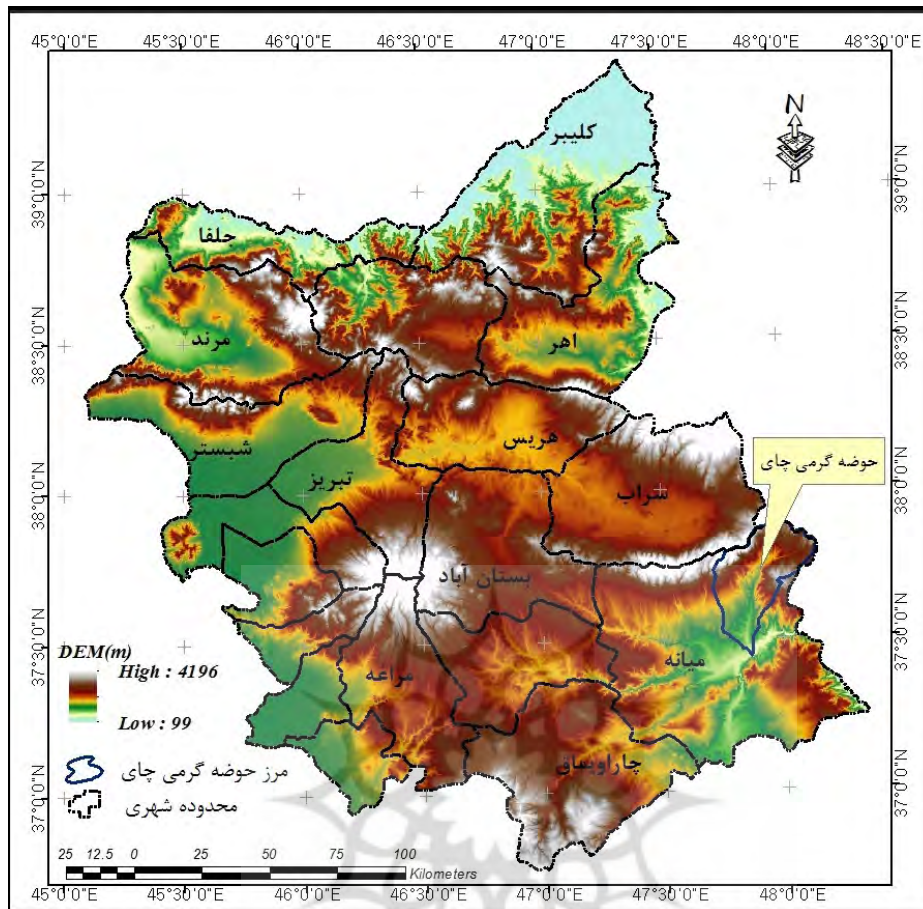 45°0'0"E 45°30'0"E 46°0'0"E 46°30'0"E 47°0'0"E 47°30'0"E 48°0'0"E 48°30'0"E
N
کلیبر
39°0'0"N 39°0'0"N
جلفا
مرند
اهر
38°30'0"N 38°30'0"N
هریس
شبستر
حوضه گرمی چای
تبریز
سراب
38°0'0"N 38°0'0"N
بستان آباد
میانه
مراغه
37°30'0"N 37°30'0"N
چاراویماق
37°0'0"N 37°0'0"N
DEM(m)
High : 4196
Low : 99
مرز حوضه گرمی چای
محدوده شهری
25 12.5 0 25 50 75 100
Kilometers
45°0'0"E 45°30'0"E 46°0'0"E 46°30'0"E 47°0'0"E 47°30'0"E 48°0'0"E